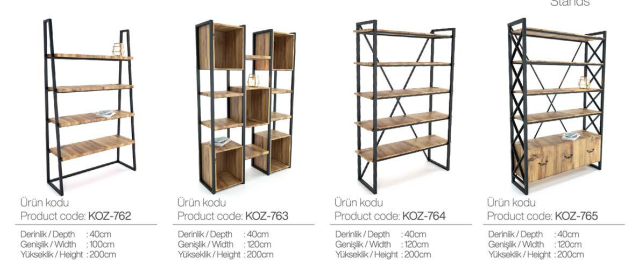 Stands
Ürün kodu
Product code: KOZ-762
Derinlik / Depth : 40cm
Genişlik / Width : 100cm
Yükseklik / Height : 200cm
Ürün kodu
Product code: KOZ-763
Derinlik / Depth : 40cm
Genişlik / Width : 120cm
Yükseklik / Height : 200cm
Ürün kodu
Product code: KOZ-764
Derinlik / Depth : 40cm
Genişlik / Width : 120cm
Yükseklik / Height : 200cm
Ürün kodu
Product code: KOZ-765
Derinlik / Depth : 40cm
Genişlik / Width : 120cm
Yükseklik / Height : 200cm